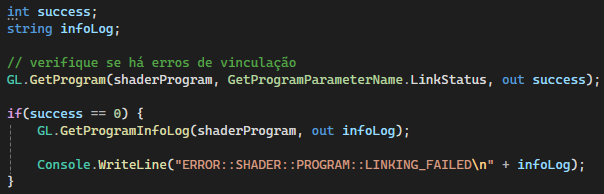 int success;
string infoLog;
// verifique se há erros de vinculação
GL.GetProgram(shaderProgram, GetProgramParameterName.LinkStatus, out success);
if(success == 0) {
GL.GetProgramInfoLog(shaderProgram, out infoLog);
Console.WriteLine("ERROR::SHADER::PROGRAM::LINKING_FAILED\n" + infoLog);
}